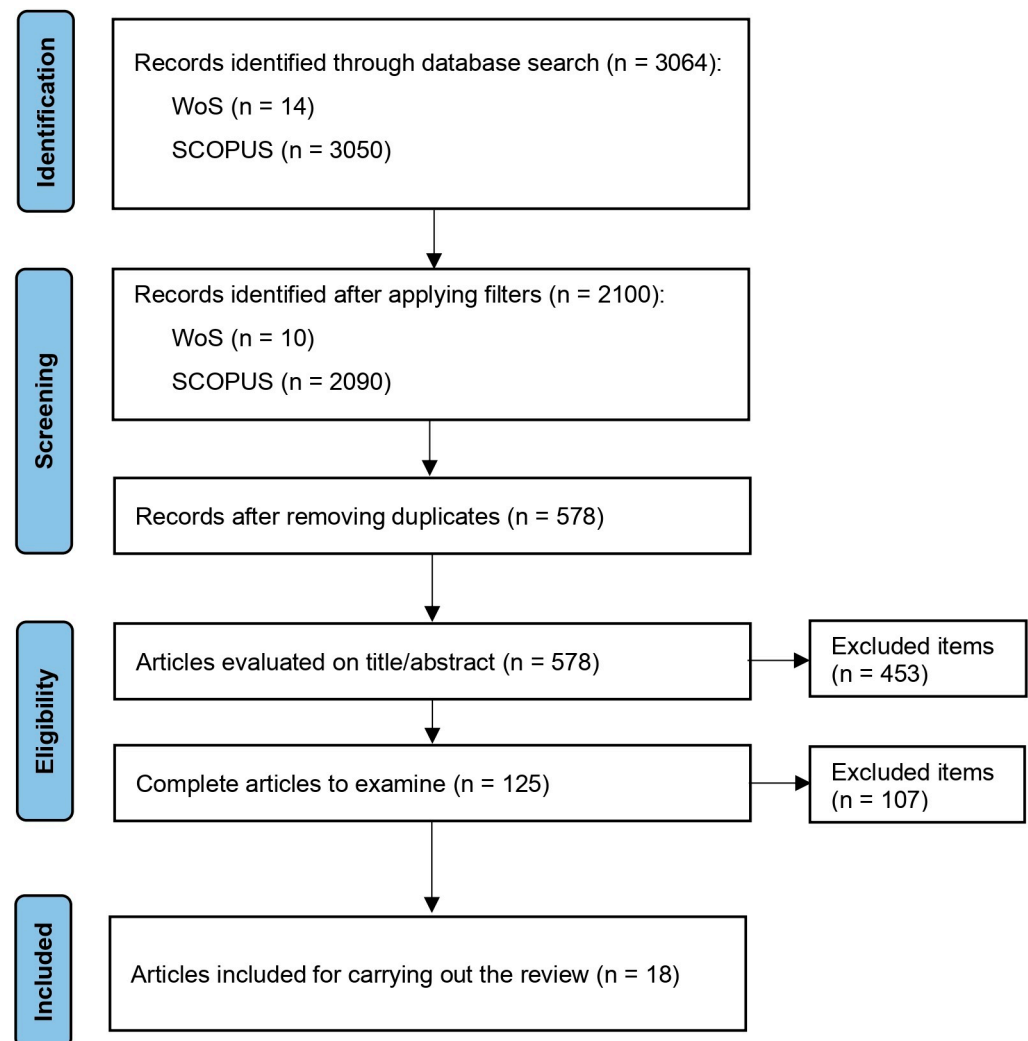 Identification
Records identified through database search (n = 3064):
WoS (n = 14)
SCOPUS (n = 3050)
Screening
Records identified after applying filters (n = 2100):
WoS (n = 10)
SCOPUS (n = 2090)
Records after removing duplicates (n = 578)
Eligibility
Articles evaluated on title/abstract (n = 578)
Excluded items
(n = 453)
Complete articles to examine (n = 125)
Excluded items
(n = 107)
Included
Articles included for carrying out the review (n = 18)